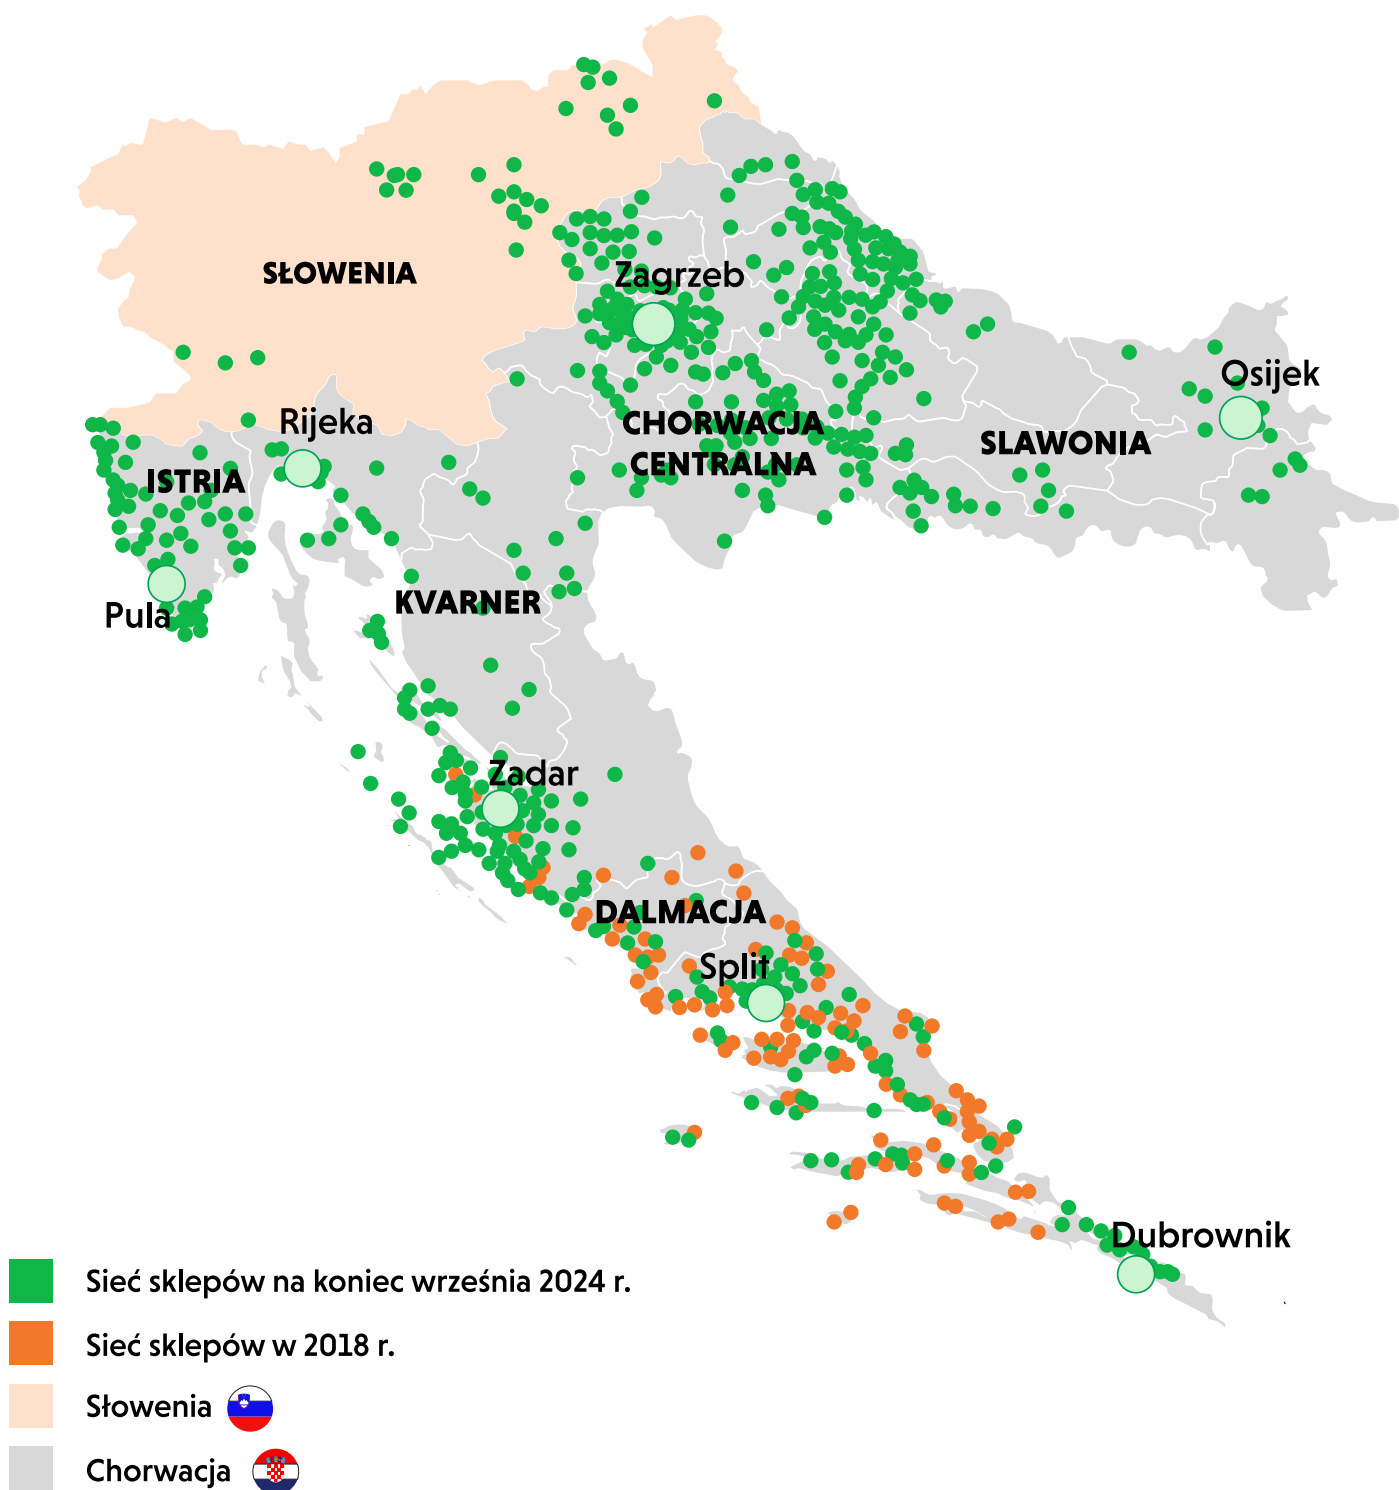 SŁOWENIA
Zagrzeb
Osijek
Rijeka
CHORWACJA
CENTRALNA
SLAWONIA
ISTRIA
Pula
KVARNER
Zadar
DALMACJA
Split
Dubrownik
Sieć sklepów na koniec września 2024 r.
Sieć sklepów w 2018 r.
Słowenia
Chorwacja